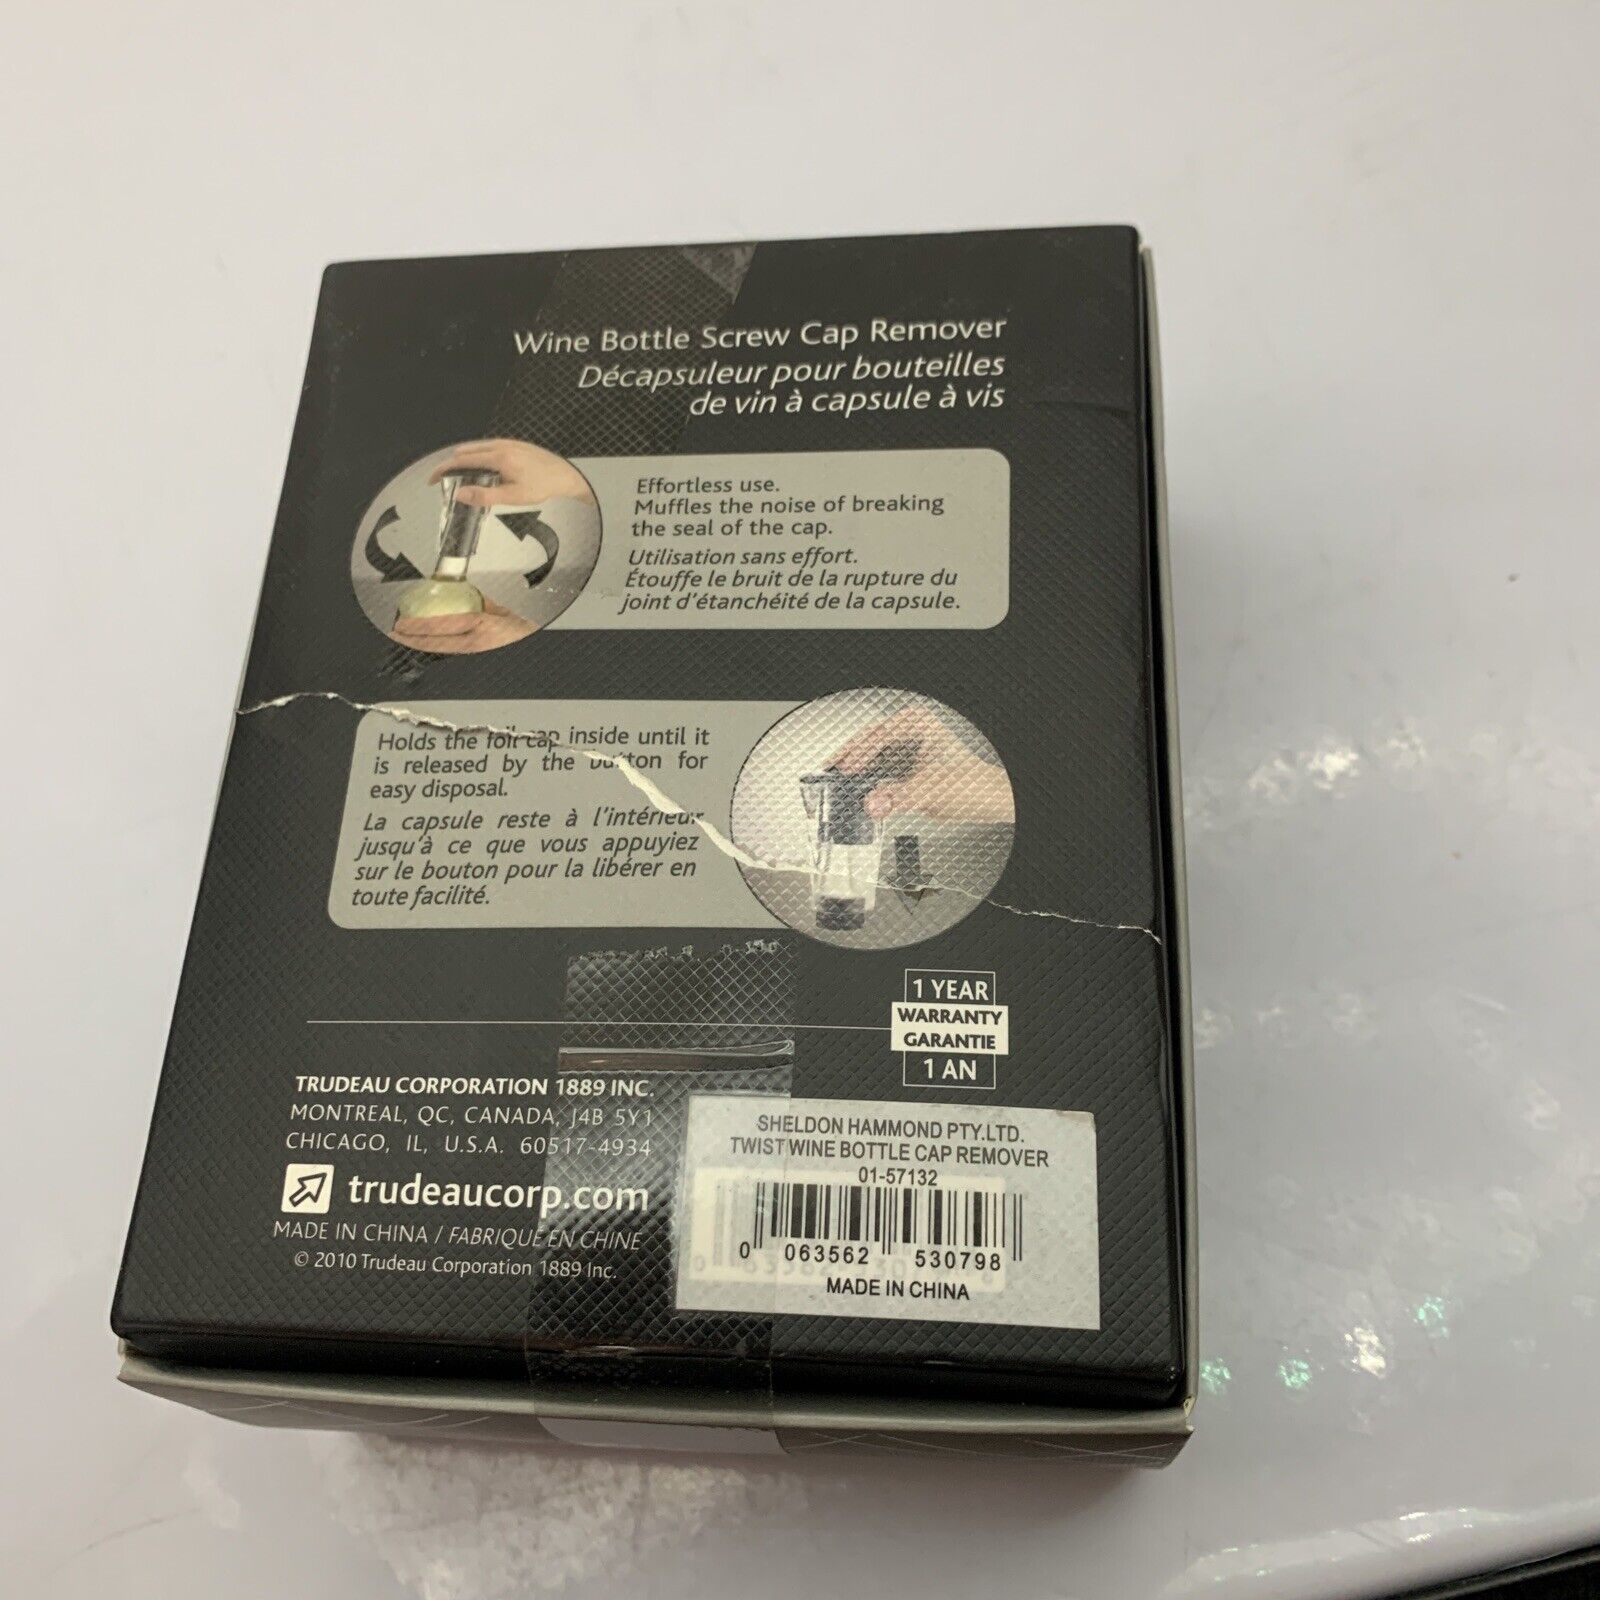 Wine Bottle Screw Cap Remover
Décapsuleur pour bouteilles
de vin à capsule à vis
Effortless use.
Muffles the noise of breaking
the seal of the cap.
Utilisation sans effort.
Étouffe le bruit de la rupture du
joint d'étanchéité de la capsule.
Holds the foil cap inside until it
is released by the button for
easy disposal.
La capsule reste à l'intérieur
jusqu'à ce que vous appuyiez
sur le bouton pour la libérer en
toute facilité.
1 YEAR
WARRANTY
GARANTIE
1 AN
TRUDEAU CORPORATION 1889 INC.
MONTREAL, QC, CANADA, J4B 5Y1
CHICAGO, IL, U.S.A. 60517-4934
trudeaucorp.com
MADE IN CHINA / FABRIQUÉ EN CHINE
© 2010 Trudeau Corporation 1889 Inc.
SHELDON HAMMOND PTY.LTD.
TWIST WINE BOTTLE CAP REMOVER
01-57132
0 063562 530798
MADE IN CHINA